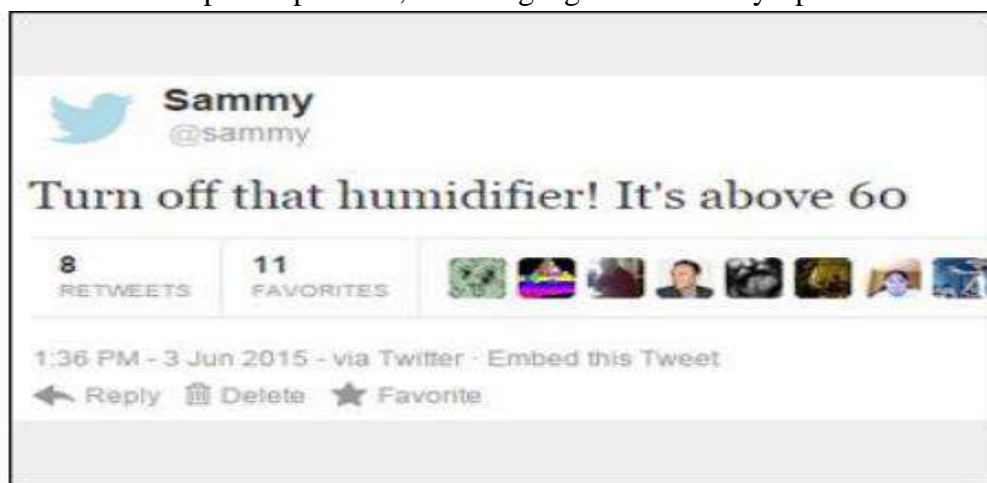 Sammy
@sammy
Turn off that humidifier! It's above 60
8 RETWEETS 11 FAVORITES
1:36 PM - 3 Jun 2015 - via Twitter · Embed this Tweet
Reply Delete Favorite